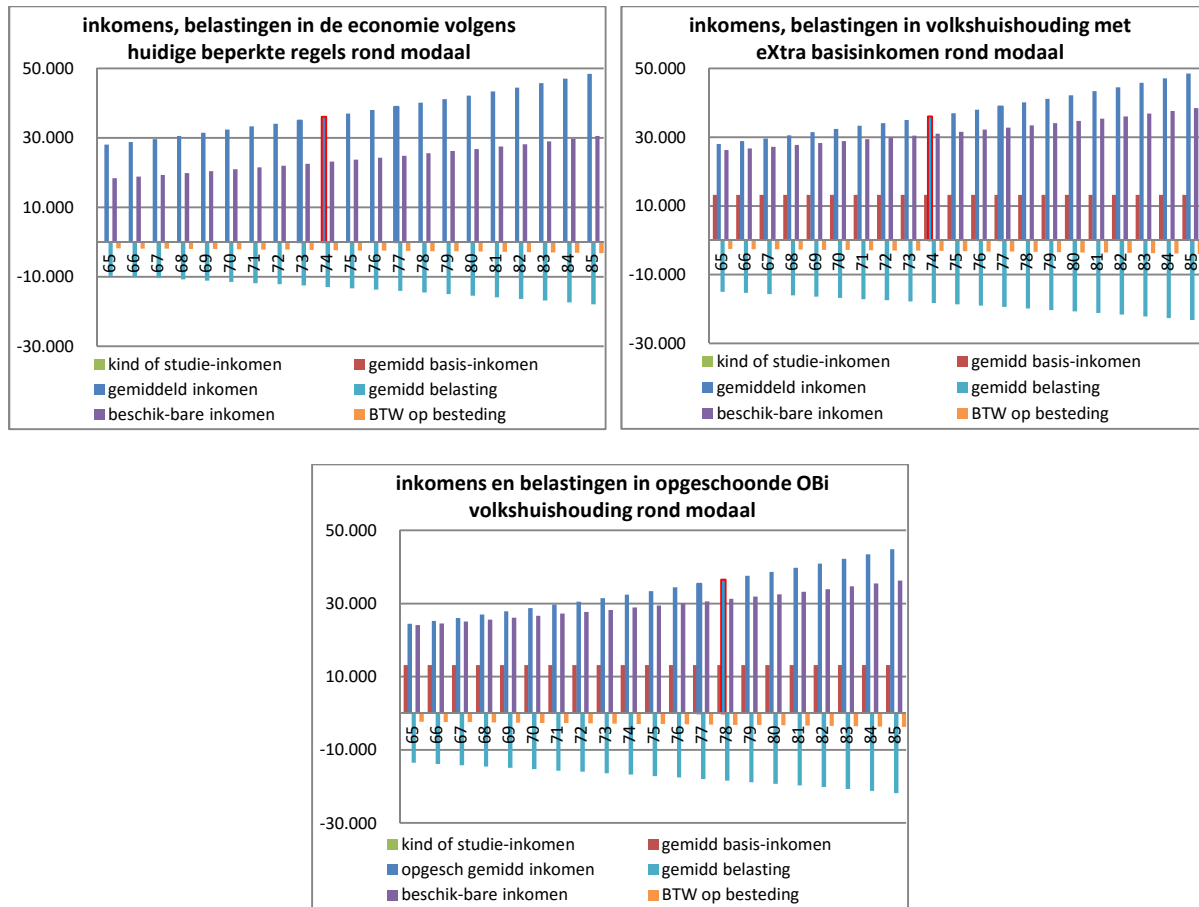 inkomens, belastingen in de economie volgens
huidige beperkte regels rond modaal
50.000
30.000
10.000
-10.000
-30.000
65 66 67 68 69 70 71 72 73 74 75 76 77 78 79 80 81 82 83 84 85
kind of studie-inkomen gemidd basis-inkomen
gemiddeld inkomen gemidd belasting
beschik-bare inkomen BTW op besteding
inkomens, belastingen in volkshuishouding met
eXtra basisinkomen rond modaal
50.000
30.000
10.000
-10.000
-30.000
65 66 67 68 69 70 71 72 73 74 75 76 77 78 79 80 81 82 83 84 85
kind of studie-inkomen gemidd basis-inkomen
gemiddeld inkomen gemidd belasting
beschik-bare inkomen BTW op besteding
inkomens en belastingen in opgeschoonde OBi
volkshuishouding rond modaal
50.000
30.000
10.000
-10.000
-30.000
65 66 67 68 69 70 71 72 73 74 75 76 77 78 79 80 81 82 83 84 85
kind of studie-inkomen gemidd basis-inkomen
opgesch gemidd inkomen gemidd belasting
beschik-bare inkomen BTW op besteding